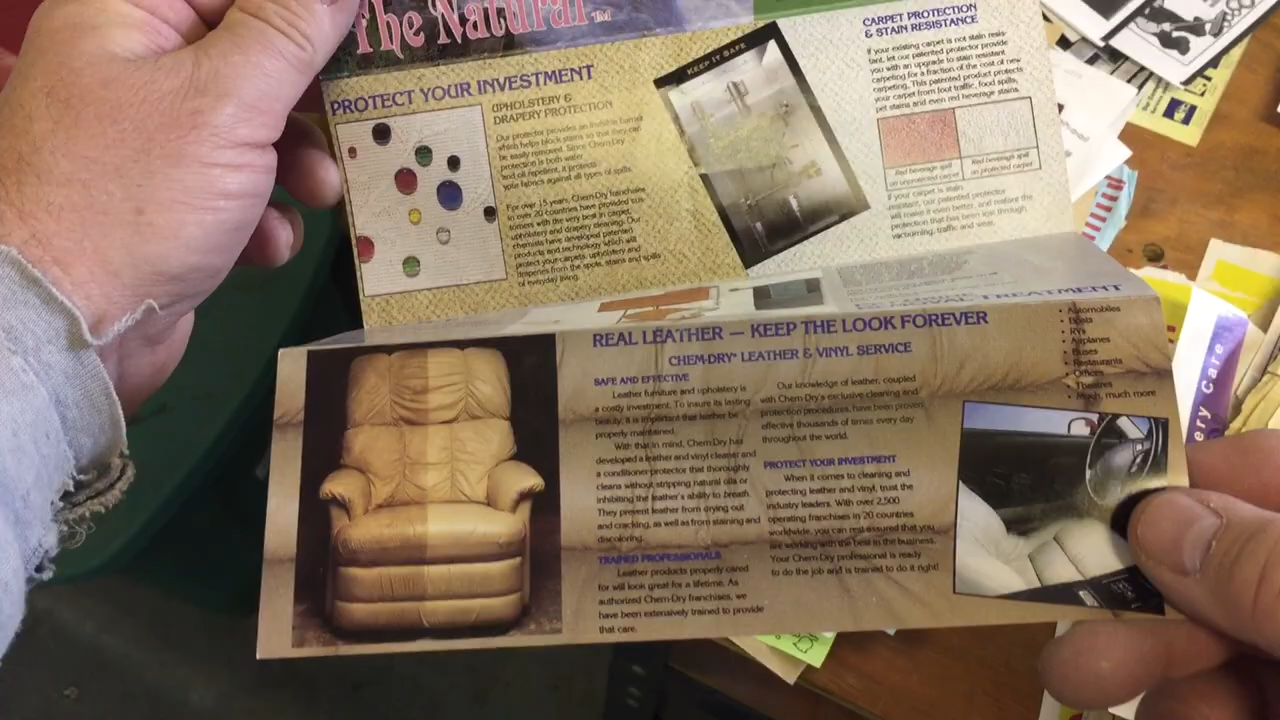 The Natural™
PROTECT YOUR INVESTMENT
UPHOLSTERY &
DRAPERY PROTECTION
Our protector provides an invisible barrier
which helps block stains so that they can
be easily removed. Since Chem-Dry
protection is both water
and oil repellent, it protects
your fabrics against all types of spills.
For over 15 years, Chem-Dry franchises
in over 20 countries have provided cus-
tomers with the very best in carpet,
upholstery and drapery cleaning. Our
chemists have developed patented
products and technology which will
protect your carpets, upholstery and
draperies from the spots, stains and spills
of everyday living.
KEEP IT SAFE
CARPET PROTECTION
& STAIN RESISTANCE
If your existing carpet is not stain resis-
tant, let our patented protector provide
you with an upgrade to stain resistant
carpeting for a fraction of the cost of new
carpeting. This patented product protects
your carpet from foot traffic, food spills,
pet stains and even red beverage stains.
Red beverage spill
on unprotected carpet
Red beverage spill
on protected carpet
If your carpet is stain
resistant, our patented protector
will make it even better, and restore the
protection that has been lost through
vacuuming, traffic and wear.
TREATMENT
REAL LEATHER — KEEP THE LOOK FOREVER
CHEM-DRY® LEATHER & VINYL SERVICE
SAFE AND EFFECTIVE
Leather furniture and upholstery is
a costly investment. To insure its lasting
beauty, it is important that leather be
properly maintained.
With that in mind, Chem-Dry has
developed a leather and vinyl cleaner and
a conditioner-protector that thoroughly
cleans without stripping natural oils or
inhibiting the leather's ability to breath.
They prevent leather from drying out
and cracking, as well as from staining and
discoloring.
TRAINED PROFESSIONALS
Leather products properly cared
for will look great for a lifetime. As
authorized Chem-Dry franchises, we
have been extensively trained to provide
that care.
Our knowledge of leather, coupled
with Chem-Dry's exclusive cleaning and
protection procedures, have been proven
effective thousands of times every day
throughout the world.
PROTECT YOUR INVESTMENT
When it comes to cleaning and
protecting leather and vinyl, trust the
industry leaders. With over 2,500
operating franchises in 20 countries
worldwide, you can rest assured that you
are working with the best in the business.
Your Chem-Dry professional is ready
to do the job and is trained to do it right!
• Automobiles
• Boats
• RVs
• Airplanes
• Buses
• Restaurants
• Offices
• Theatres
• Much, much more
ery Care